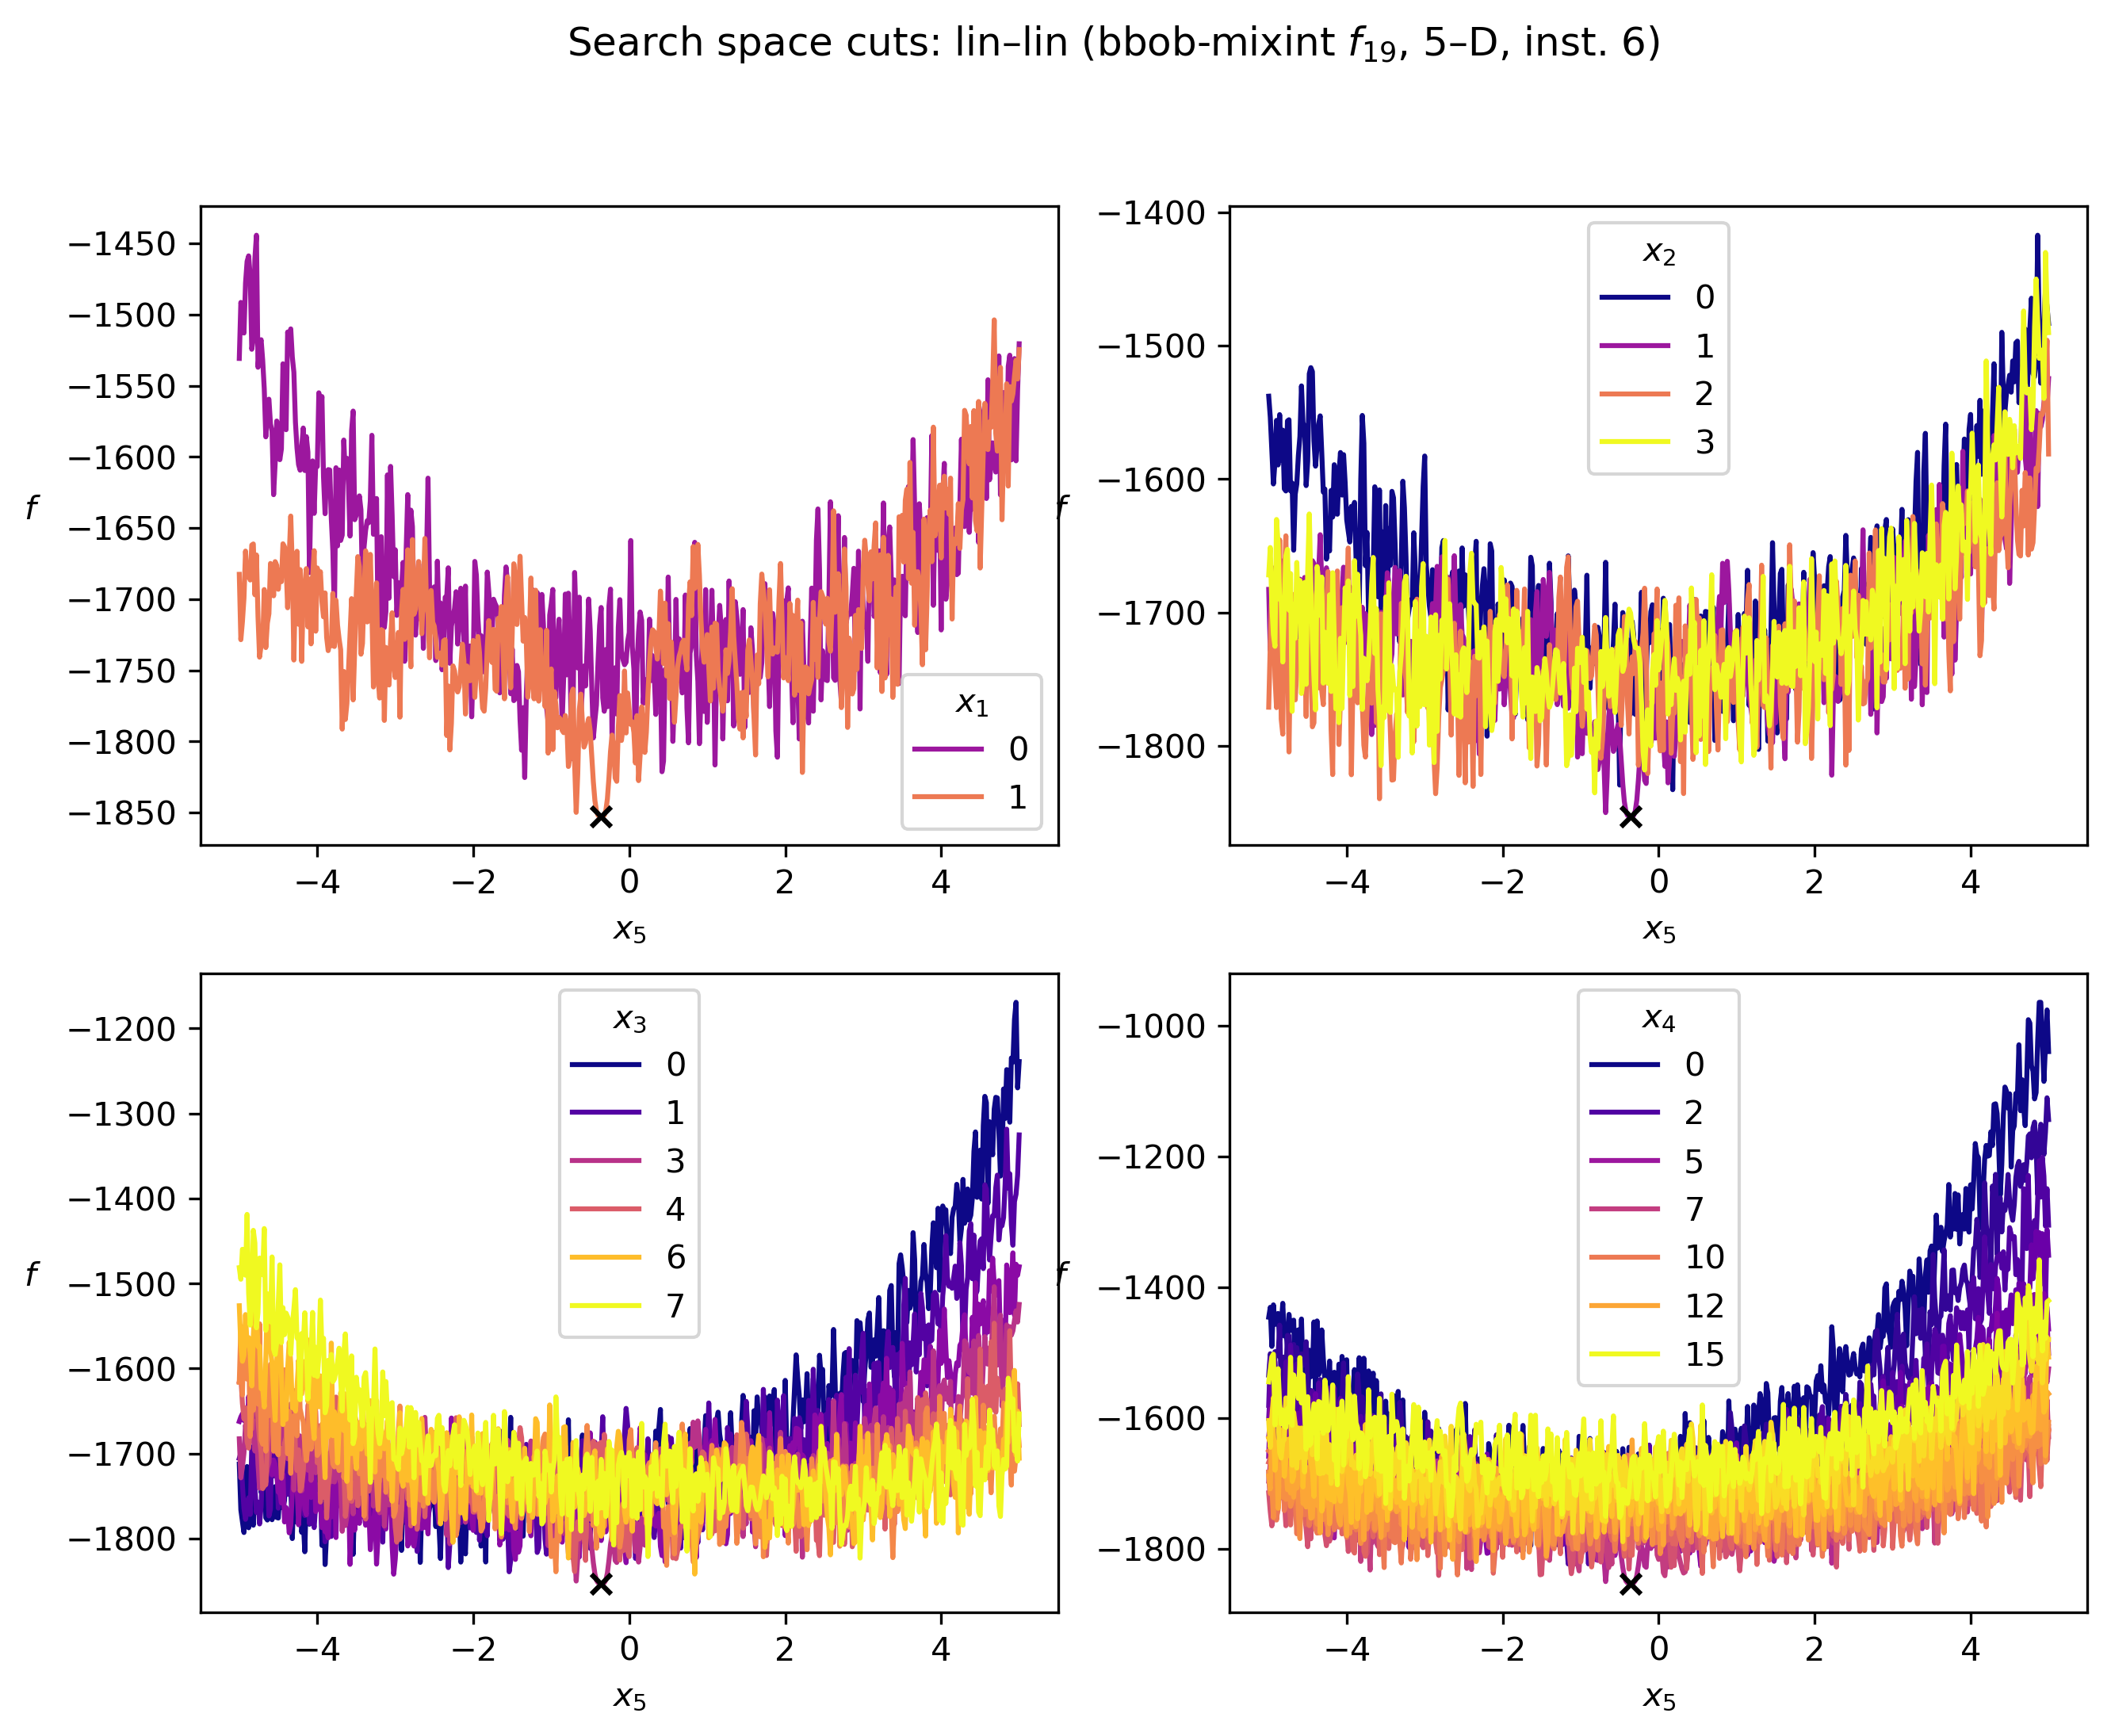 Search space cuts: lin–lin (bbob-mixint f₁₉, 5–D, inst. 6)
−1450
−1500
−1550
−1600
−1650
−1700
−1750
−1800
−1850
f
x₁
0
1
−4 −2 0 2 4
x₅
−1400
−1500
−1600
−1700
−1800
f
x₂
0
1
2
3
−4 −2 0 2 4
x₅
−1200
−1300
−1400
−1500
−1600
−1700
−1800
f
x₃
0
1
3
4
6
7
−4 −2 0 2 4
x₅
−1000
−1200
−1400
−1600
−1800
f
x₄
0
2
5
7
10
12
15
−4 −2 0 2 4
x₅